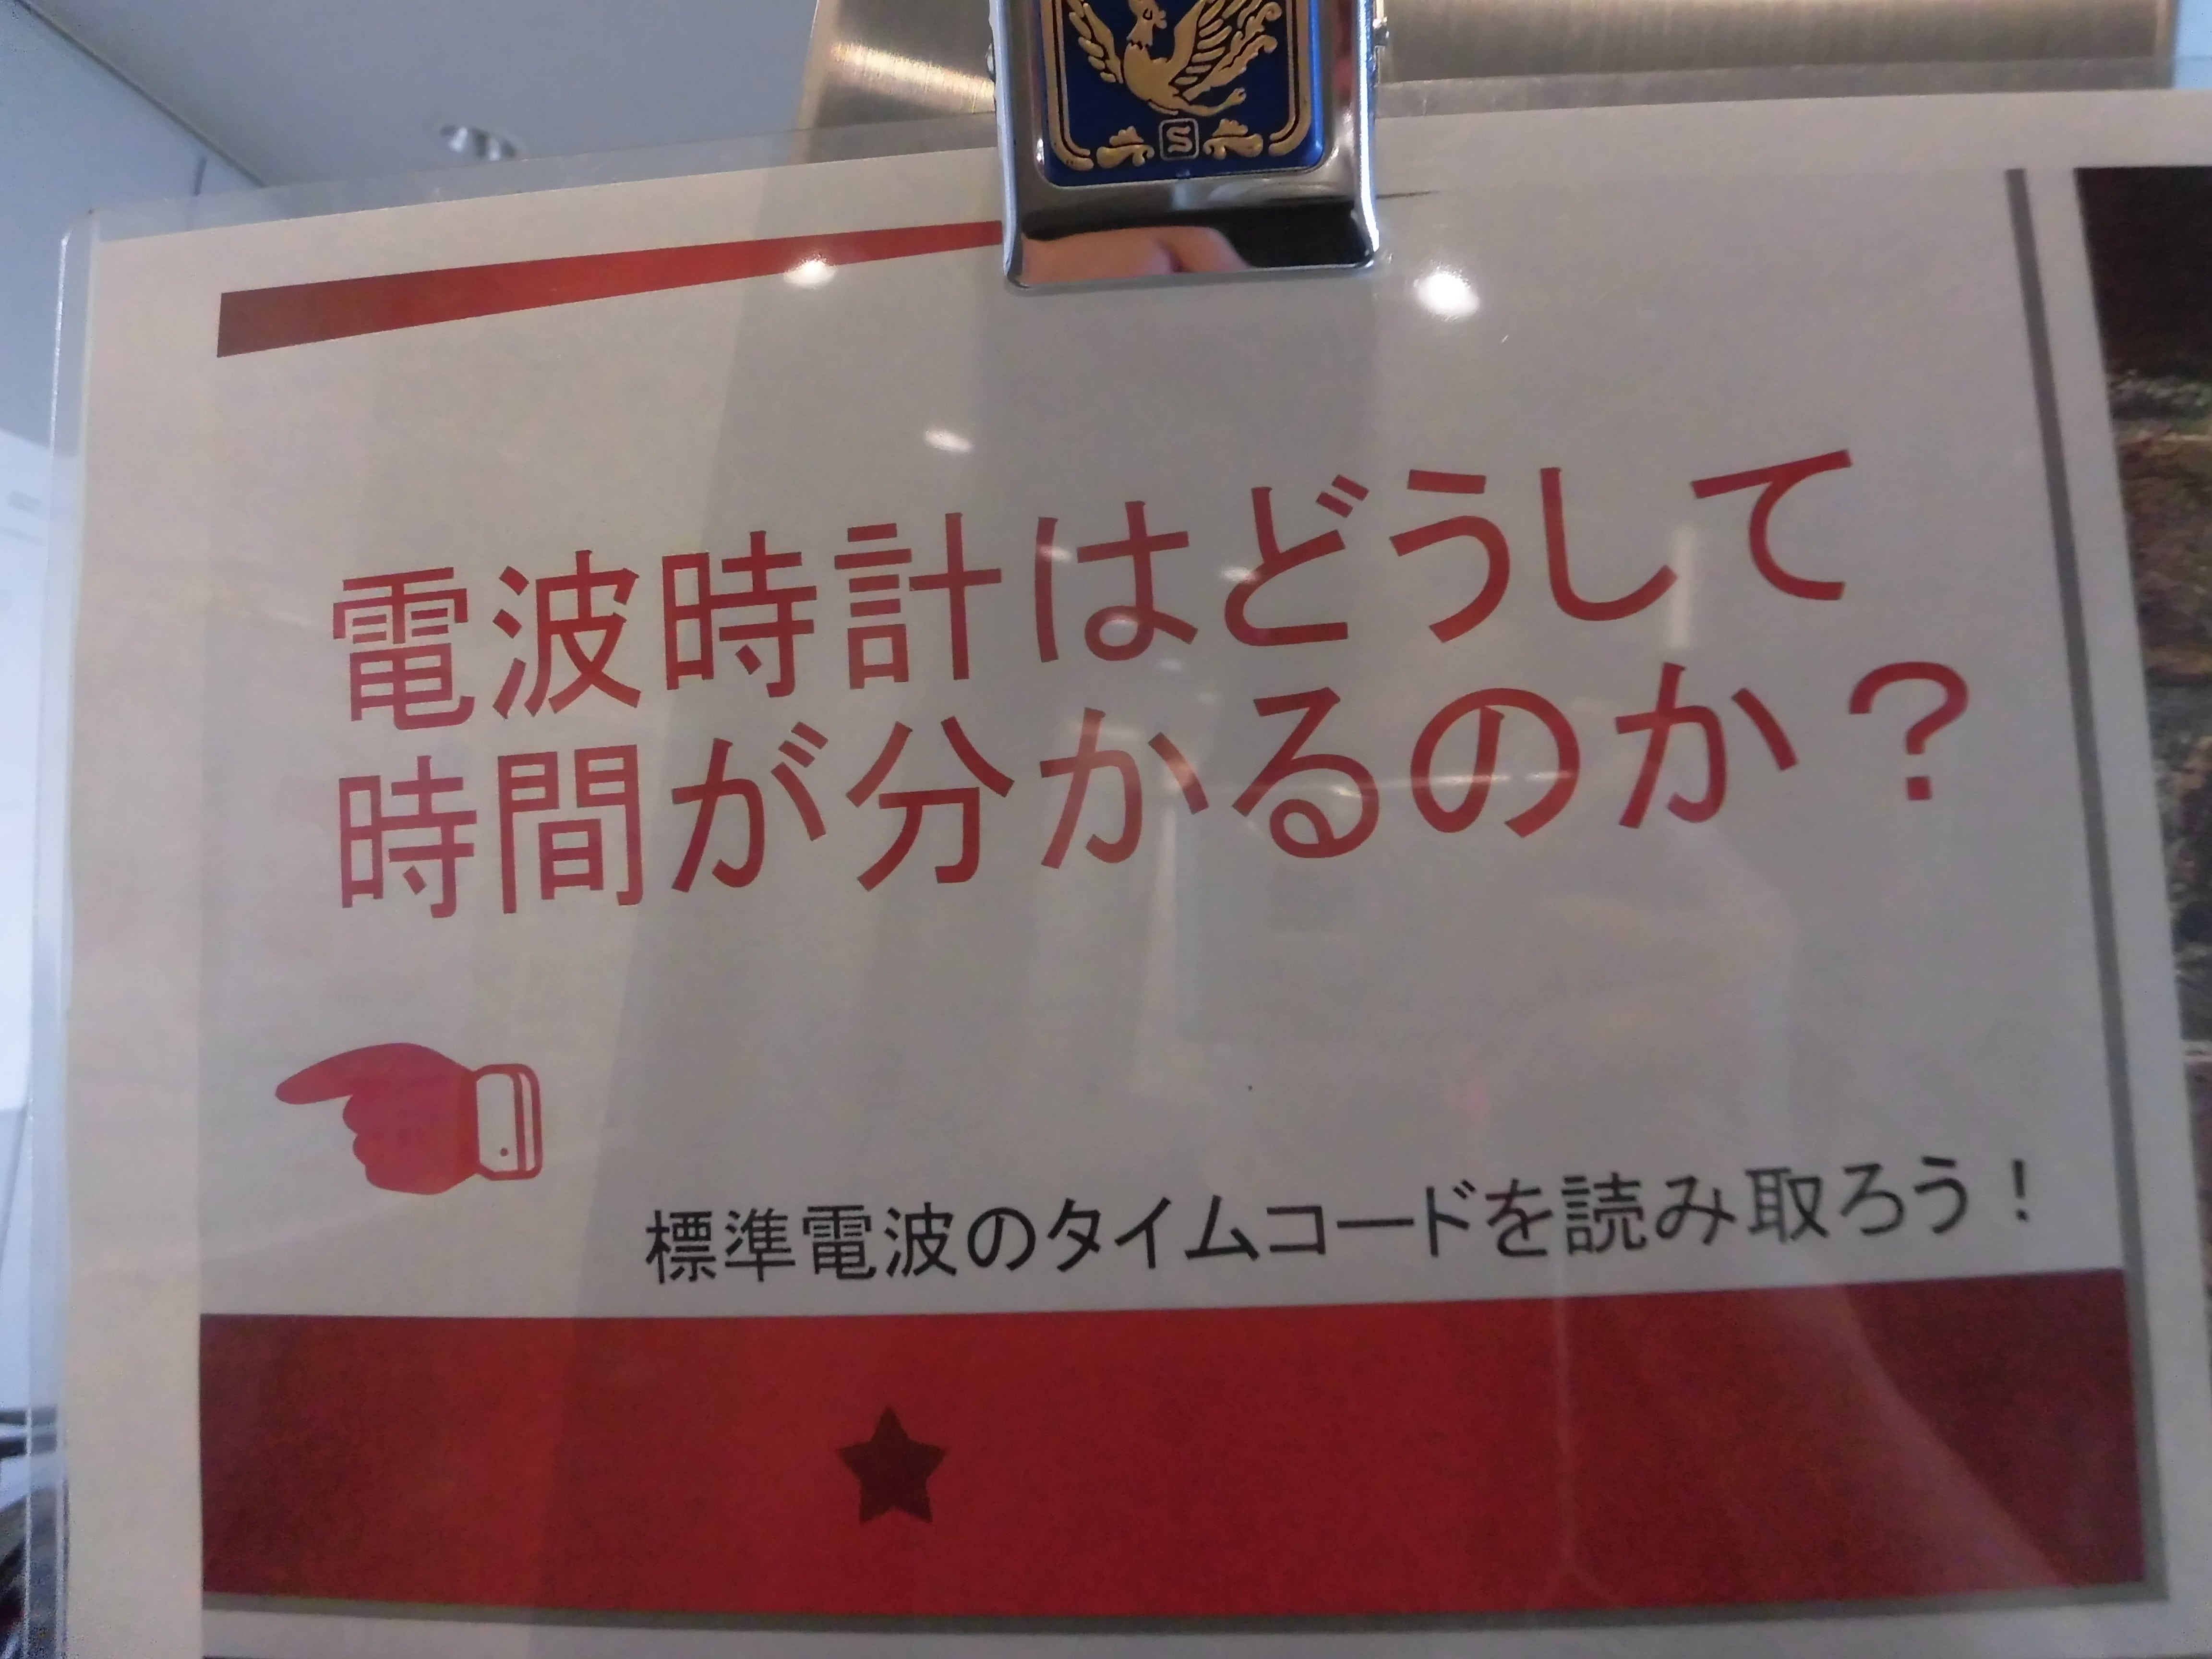 S
電波時計はどうして
時間が分かるのか？
標準電波のタイムコードを読み取ろう！